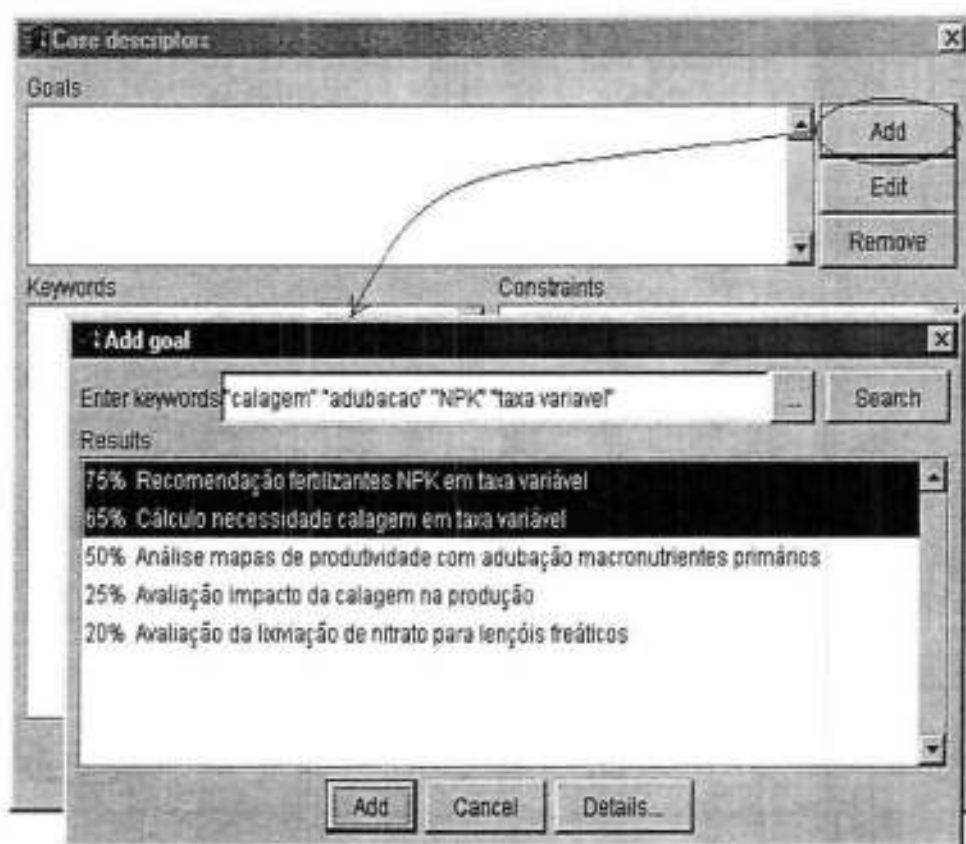 Case descriptors
Goals
Add
Edit
Remove
Keywords Constraints
Add goal
Enter keywords "calagem" "adubacao" "NPK" "taxa variavel" ... Search
Results
75% Recomendação fertilizantes NPK em taxa variável
65% Cálculo necessidade calagem em taxa variável
50% Análise mapas de produtividade com adubação macronutrientes primários
25% Avaliação impacto da calagem na produção
20% Avaliação da lixiviação de nitrato para lençóis freáticos
Add Cancel Details...